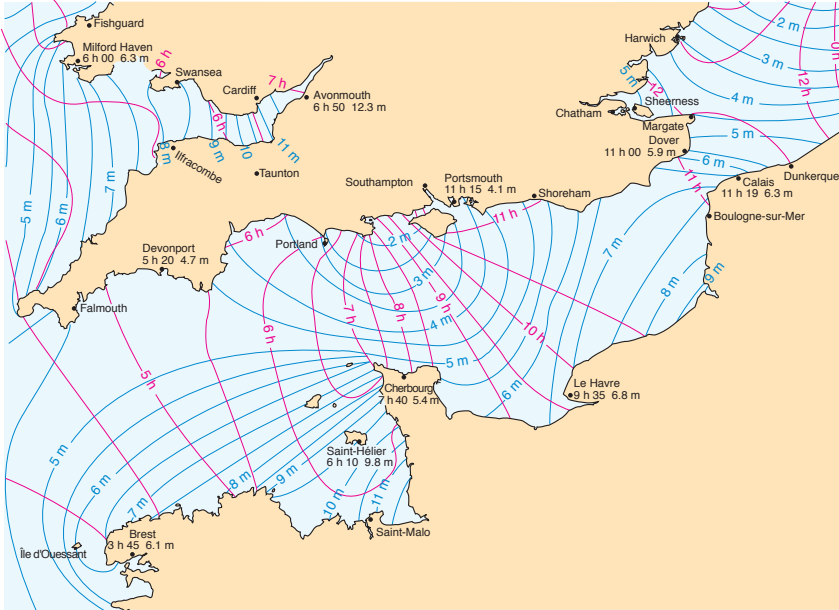 Fishguard
Milford Haven
6 h 00 6.3 m
6 h
Swansea
Cardiff
7 h
Avonmouth
6 h 50 12.3 m
6 h
8 m
9 m
10
11 m
Ilfracombe
Taunton
7 m
6 m
5 m
Harwich
5 m
12
Sheerness
Chatham
Margate
2 m
3 m
4 m
12 h
0 h
5 m
Dover
11 h 00 5.9 m
6 m
Dunkerque
Calais
11 h 19 6.3 m
11 h
Boulogne-sur-Mer
Southampton
Portsmouth
11 h 15 4.1 m
Shoreham
11 h
Devonport
5 h 20 4.7 m
6 h
Portland
2 m
3 m
4 m
5 m
6 m
7 m
8 m
9 m
Falmouth
5 h
6 h
7 h
8 h
9 h
10 h
Cherbourg
7 h 40 5.4 m
Le Havre
9 h 35 6.8 m
Saint-Hélier
6 h 10 9.8 m
5 m
6 m
7 m
8 m
9 m
10 m
11 m
Saint-Malo
Brest
3 h 45 6.1 m
Île d'Ouessant